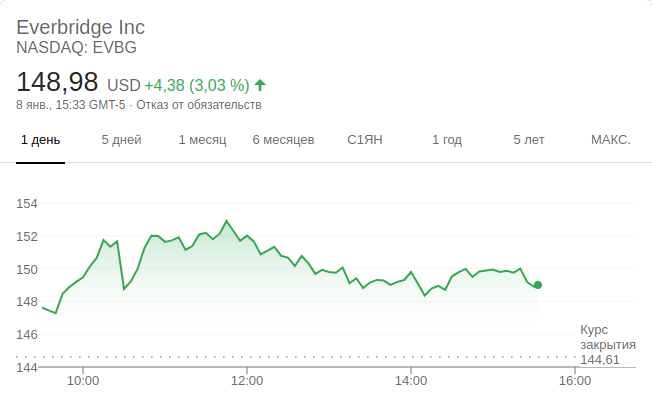 Everbridge Inc
NASDAQ: EVBG
148,98 USD +4,38 (3,03 %)
8 янв., 15:33 GMT-5 · Отказ от обязательств
1 день 5 дней 1 месяц 6 месяцев С1ЯН 1 год 5 лет МАКС.
154
152
150
148
146
144
Курс
закрытия
144,61
10:00 12:00 14:00 16:00